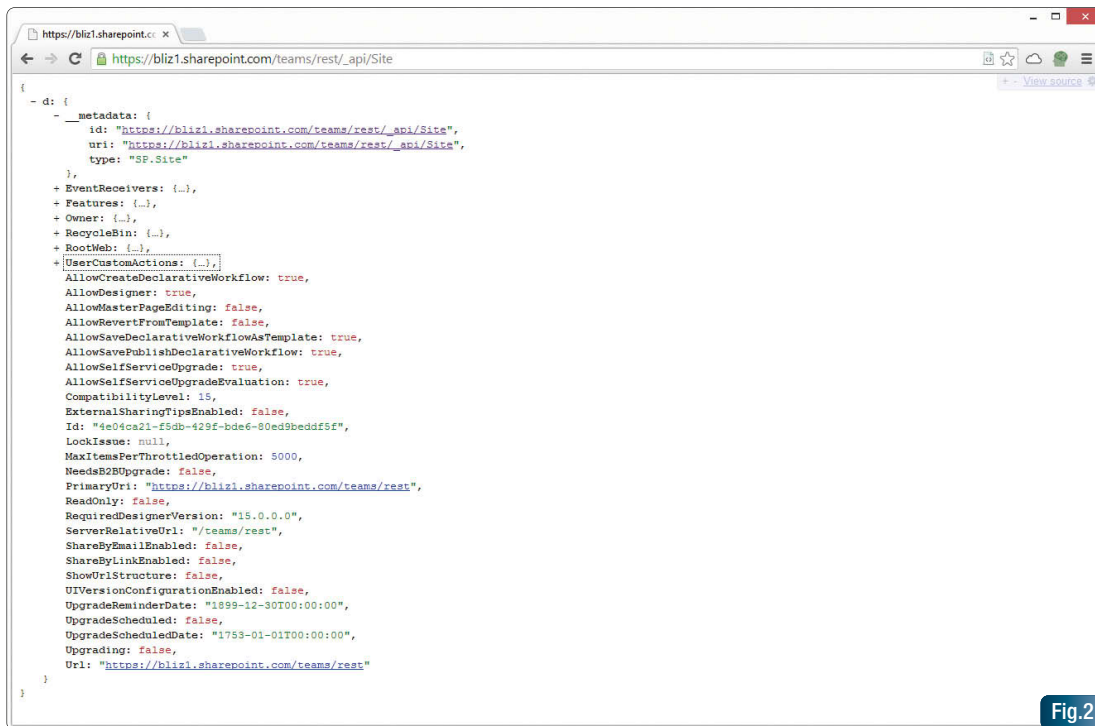 https://bliz1.sharepoint.cc
https://bliz1.sharepoint.com/teams/rest/_api/Site
+ - View source
{
- d: {
- __metadata: {
id: "https://bliz1.sharepoint.com/teams/rest/_api/Site",
uri: "https://bliz1.sharepoint.com/teams/rest/_api/Site",
type: "SP.Site"
},
+ EventReceivers: {…},
+ Features: {…},
+ Owner: {…},
+ RecycleBin: {…},
+ RootWeb: {…},
+ UserCustomActions: {…},
AllowCreateDeclarativeWorkflow: true,
AllowDesigner: true,
AllowMasterPageEditing: false,
AllowRevertFromTemplate: false,
AllowSaveDeclarativeWorkflowAsTemplate: true,
AllowSavePublishDeclarativeWorkflow: true,
AllowSelfServiceUpgrade: true,
AllowSelfServiceUpgradeEvaluation: true,
CompatibilityLevel: 15,
ExternalSharingTipsEnabled: false,
Id: "4e04ca21-f5db-429f-bde6-80ed9beddf5f",
LockIssue: null,
MaxItemsPerThrottledOperation: 5000,
NeedsB2BUpgrade: false,
PrimaryUri: "https://bliz1.sharepoint.com/teams/rest",
ReadOnly: false,
RequiredDesignerVersion: "15.0.0.0",
ServerRelativeUrl: "/teams/rest",
ShareByEmailEnabled: false,
ShareByLinkEnabled: false,
ShowUrlStructure: false,
UIVersionConfigurationEnabled: false,
UpgradeReminderDate: "1899-12-30T00:00:00",
UpgradeScheduled: false,
UpgradeScheduledDate: "1753-01-01T00:00:00",
Upgrading: false,
Url: "https://bliz1.sharepoint.com/teams/rest"
}
}
Fig.2